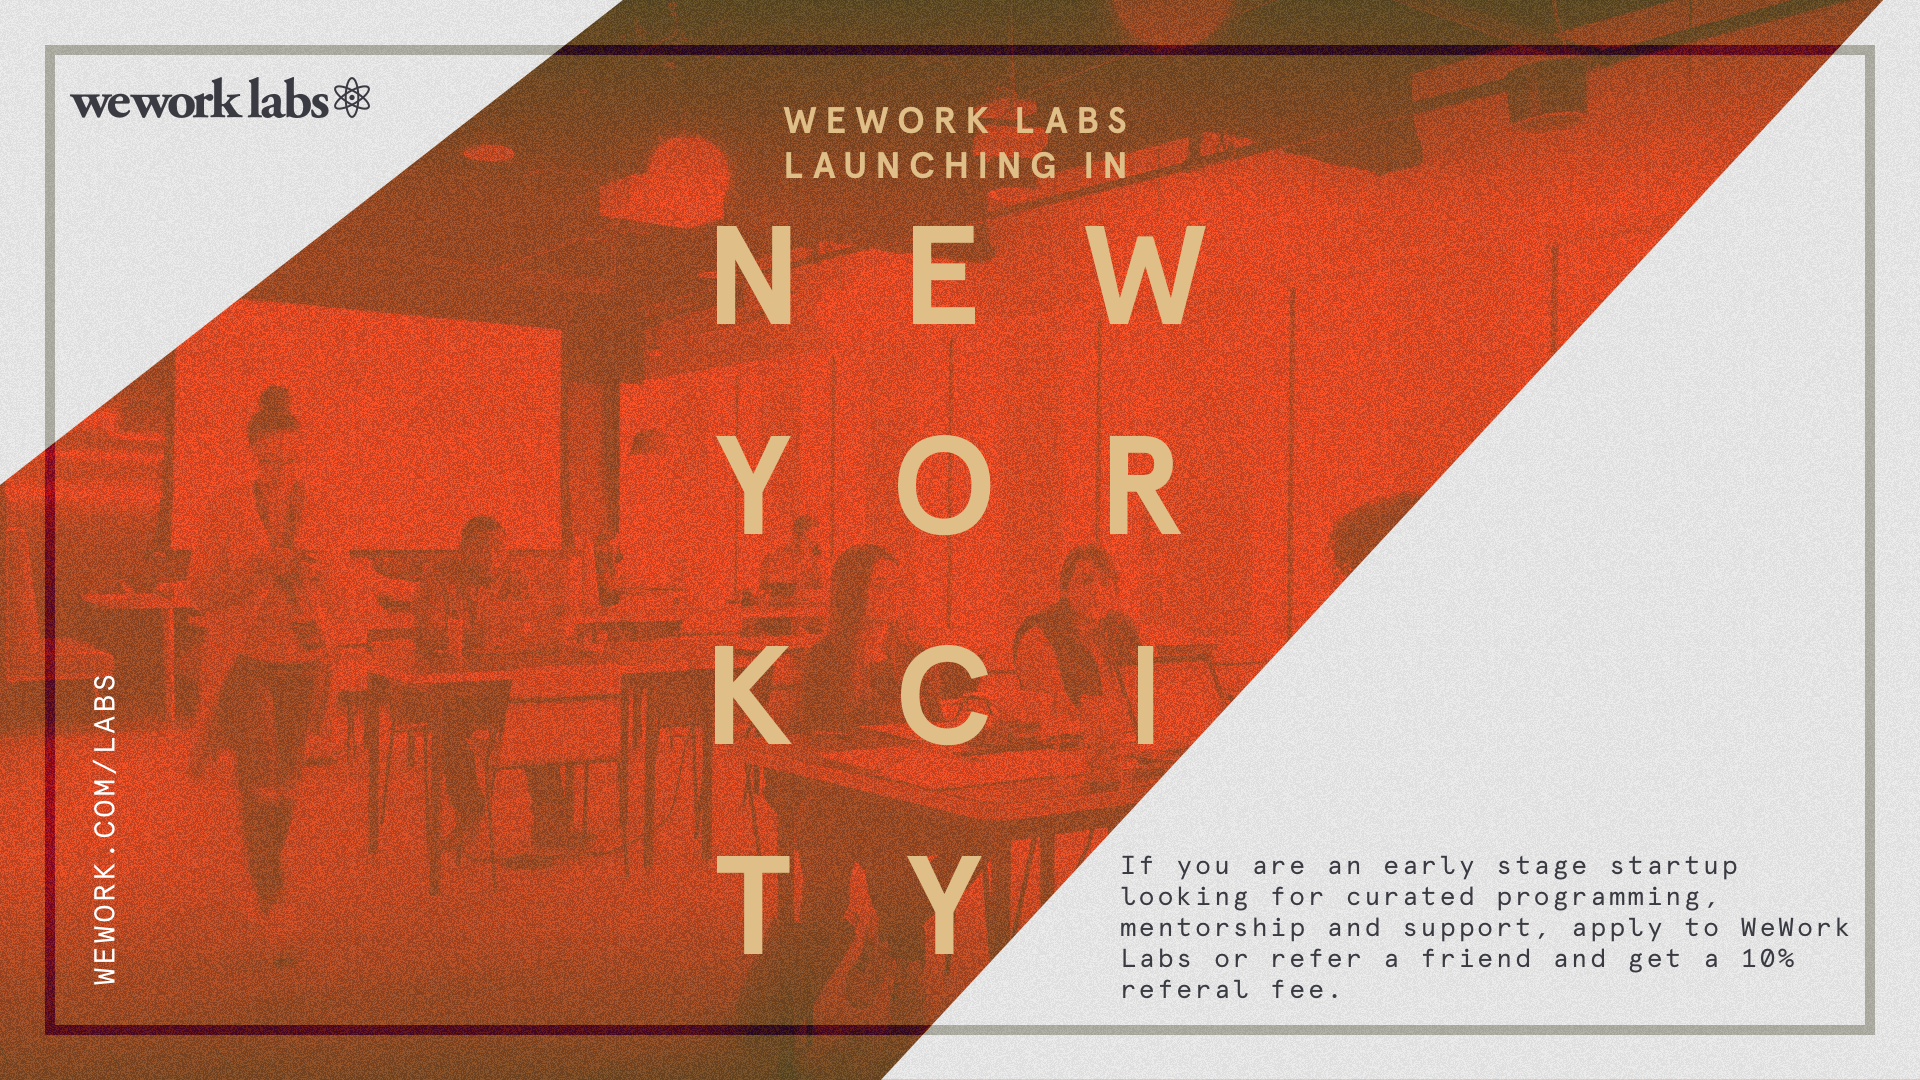 wework labs
WEWORK LABS
LAUNCHING IN
N E W
Y O R
K C I
T Y
WEWORK.COM/LABS
If you are an early stage startup
looking for curated programming,
mentorship and support, apply to WeWork
Labs or refer a friend and get a 10%
referal fee.